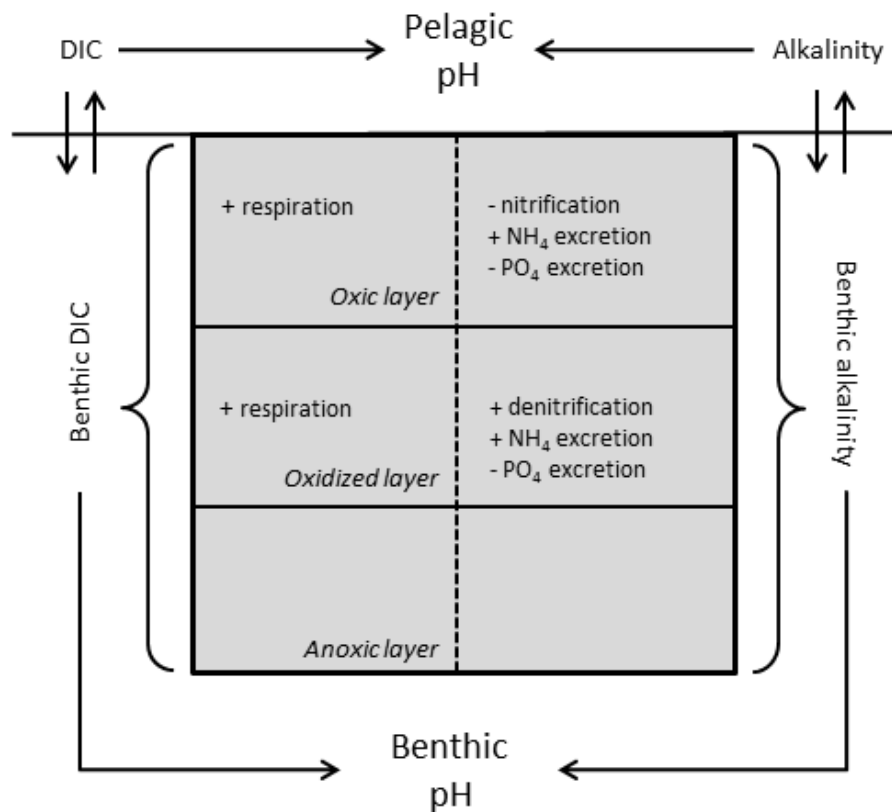 Pelagic
pH
DIC
Alkalinity
+ respiration
- nitrification
+ NH₄ excretion
- PO₄ excretion
Oxic layer
Benthic DIC
Benthic alkalinity
+ respiration
+ denitrification
+ NH₄ excretion
- PO₄ excretion
Oxidized layer
Anoxic layer
Benthic
pH